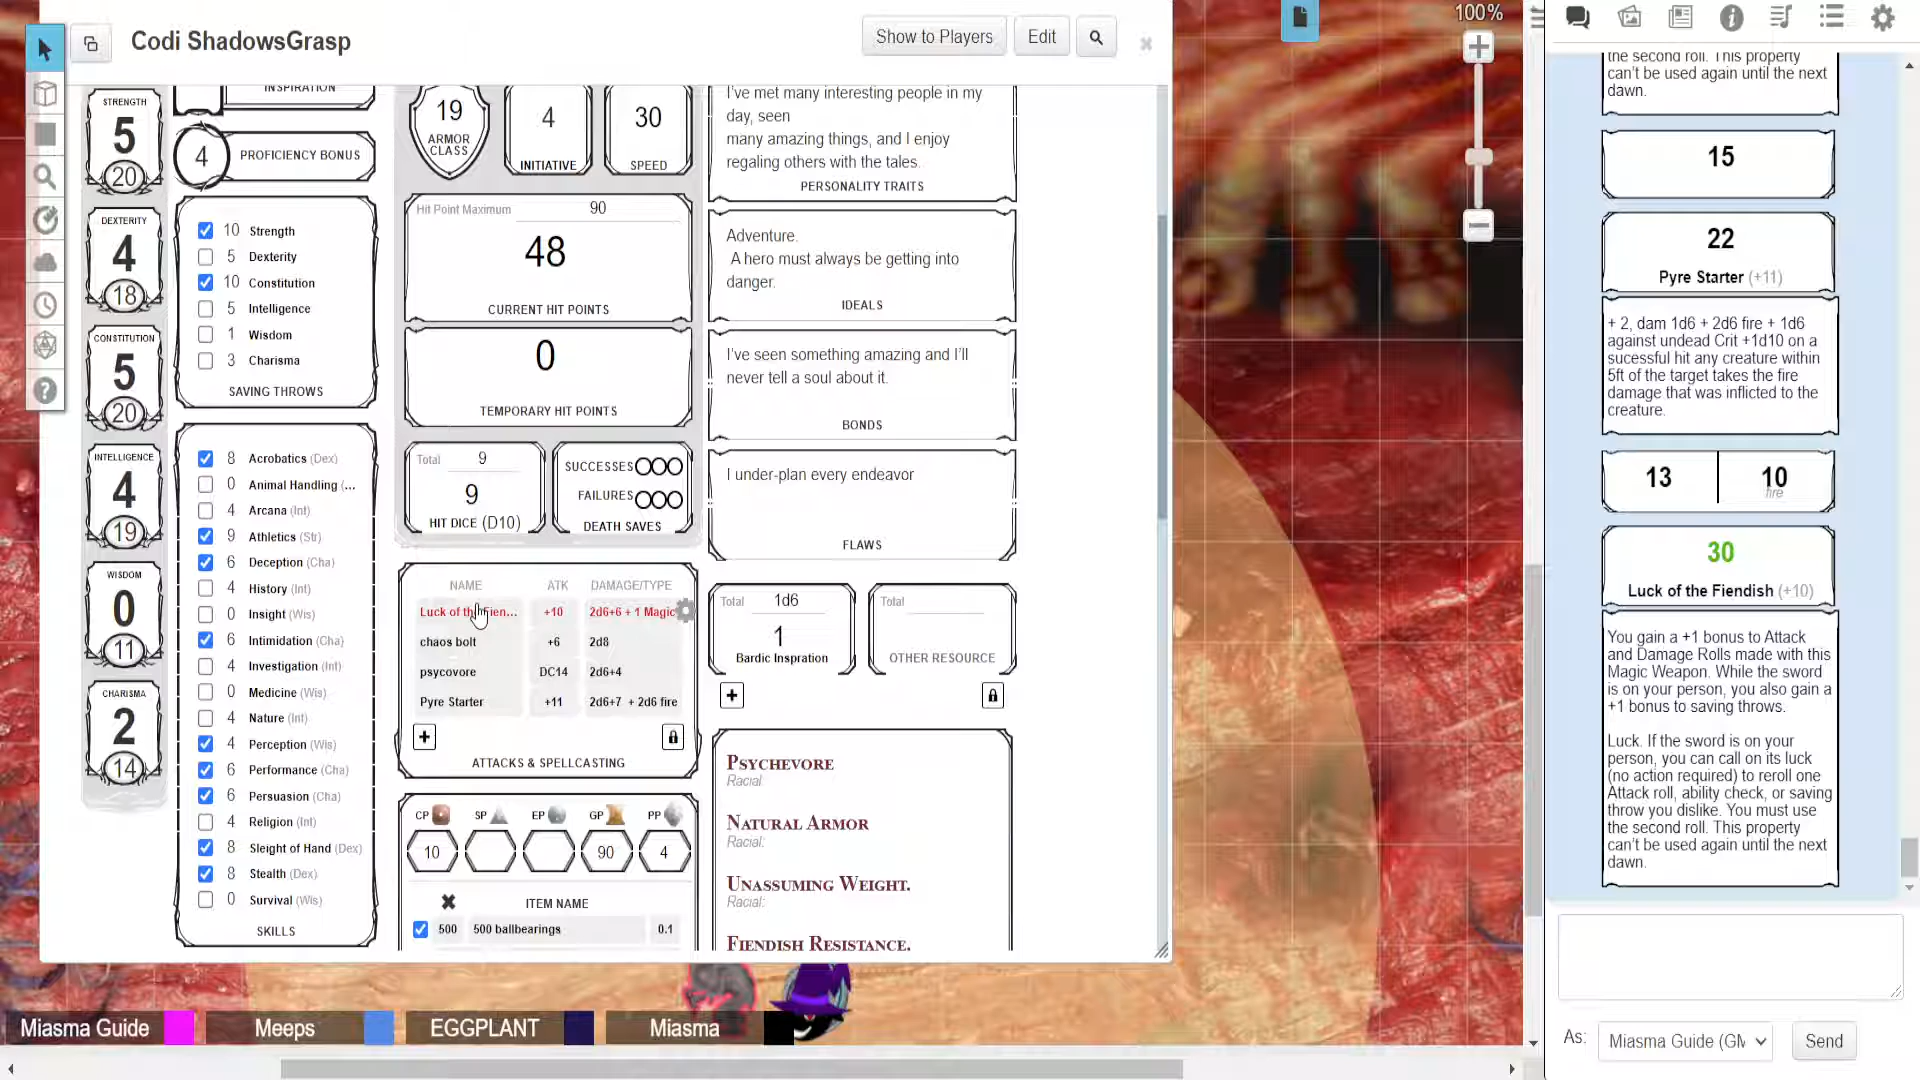 Codi ShadowsGrasp
Show to Players
Edit
100%
STRENGTH
5
20
DEXTERITY
4
18
CONSTITUTION
5
20
INTELLIGENCE
4
19
WISDOM
0
11
CHARISMA
2
14
INSPIRATION
4 PROFICIENCY BONUS
10 Strength
5 Dexterity
10 Constitution
5 Intelligence
1 Wisdom
3 Charisma
SAVING THROWS
8 Acrobatics (Dex)
0 Animal Handling (...
4 Arcana (Int)
9 Athletics (Str)
6 Deception (Cha)
4 History (Int)
0 Insight (Wis)
6 Intimidation (Cha)
4 Investigation (Int)
0 Medicine (Wis)
4 Nature (Int)
4 Perception (Wis)
6 Performance (Cha)
6 Persuasion (Cha)
4 Religion (Int)
8 Sleight of Hand (Dex)
8 Stealth (Dex)
0 Survival (Wis)
SKILLS
19
ARMOR
CLASS
4
INITIATIVE
30
SPEED
Hit Point Maximum 90
48
CURRENT HIT POINTS
0
TEMPORARY HIT POINTS
Total 9
9
HIT DICE (D10)
SUCCESSES
FAILURES
DEATH SAVES
NAME ATK DAMAGE/TYPE
Luck of the Fien... +10 2d6+6 + 1 Magic
chaos bolt +6 2d8
psycovore DC14 2d6+4
Pyre Starter +11 2d6+7 + 2d6 fire
ATTACKS & SPELLCASTING
CP SP EP GP PP
10 90 4
ITEM NAME
500 500 ballbearings 0.1
I've met many interesting people in my
day, seen
many amazing things, and I enjoy
regaling others with the tales.
PERSONALITY TRAITS
Adventure.
A hero must always be getting into
danger.
IDEALS
I've seen something amazing and I'll
never tell a soul about it.
BONDS
I under-plan every endeavor
FLAWS
Total 1d6
1
Bardic Inspration
Total
OTHER RESOURCE
PSYCHEVORE
Racial:
NATURAL ARMOR
Racial:
UNASSUMING WEIGHT.
Racial:
FIENDISH RESISTANCE.
Miasma Guide
Meeps
EGGPLANT
Miasma
the second roll. This property
can't be used again until the next
dawn.
15
22
Pyre Starter (+11)
+ 2, dam 1d6 + 2d6 fire + 1d6
against undead Crit +1d10 on a
sucessful hit any creature within
5ft of the target takes the fire
damage that was inflicted to the
creature.
13 10
fire
30
Luck of the Fiendish (+10)
You gain a +1 bonus to Attack
and Damage Rolls made with this
Magic Weapon. While the sword
is on your person, you also gain a
+1 bonus to saving throws.
Luck. If the sword is on your
person, you can call on its luck
(no action required) to reroll one
Attack roll, ability check, or saving
throw you dislike. You must use
the second roll. This property
can't be used again until the next
dawn.
As: Miasma Guide (GM
Send